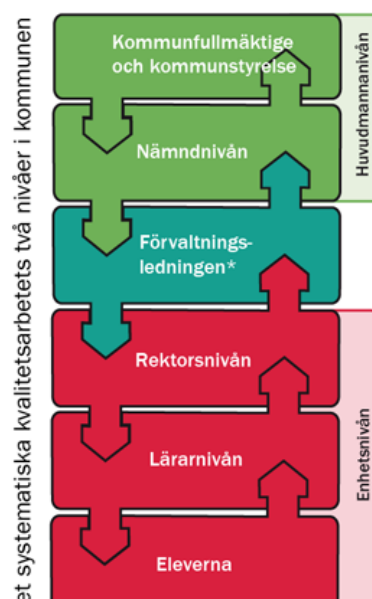 et systematiska kvalitetsarbetets två nivåer i kommunen
Kommunfullmäktige
och kommunstyrelse
Nämndnivån
Huvudmannanivån
Förvaltnings-
ledningen*
Rektorsnivån
Lärarnivån
Eleverna
Enhetsnivån